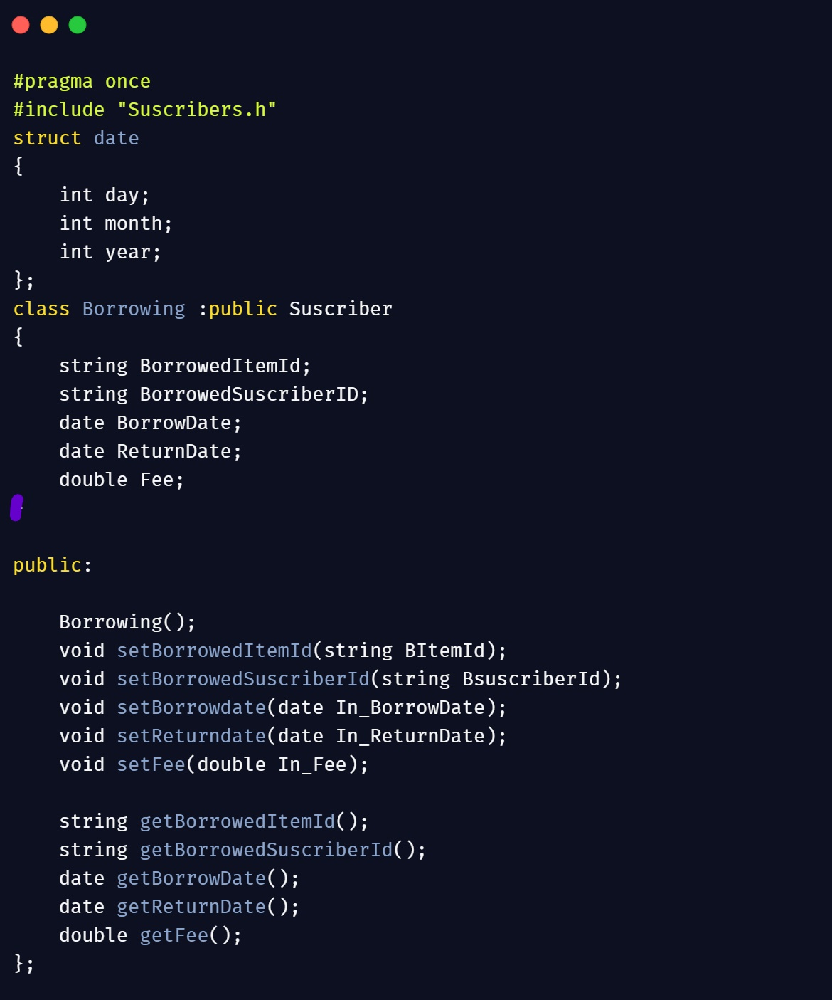 #pragma once
#include "Suscribers.h"
struct date
{
    int day;
    int month;
    int year;
};
class Borrowing :public Suscriber
{
    string BorrowedItemId;
    string BorrowedSuscriberID;
    date BorrowDate;
    date ReturnDate;
    double Fee;
public:
    Borrowing();
    void setBorrowedItemId(string BItemId);
    void setBorrowedSuscriberId(string BsuscriberId);
    void setBorrowdate(date In_BorrowDate);
    void setReturndate(date In_ReturnDate);
    void setFee(double In_Fee);
    string getBorrowedItemId();
    string getBorrowedSuscriberId();
    date getBorrowDate();
    date getReturnDate();
    double getFee();
};